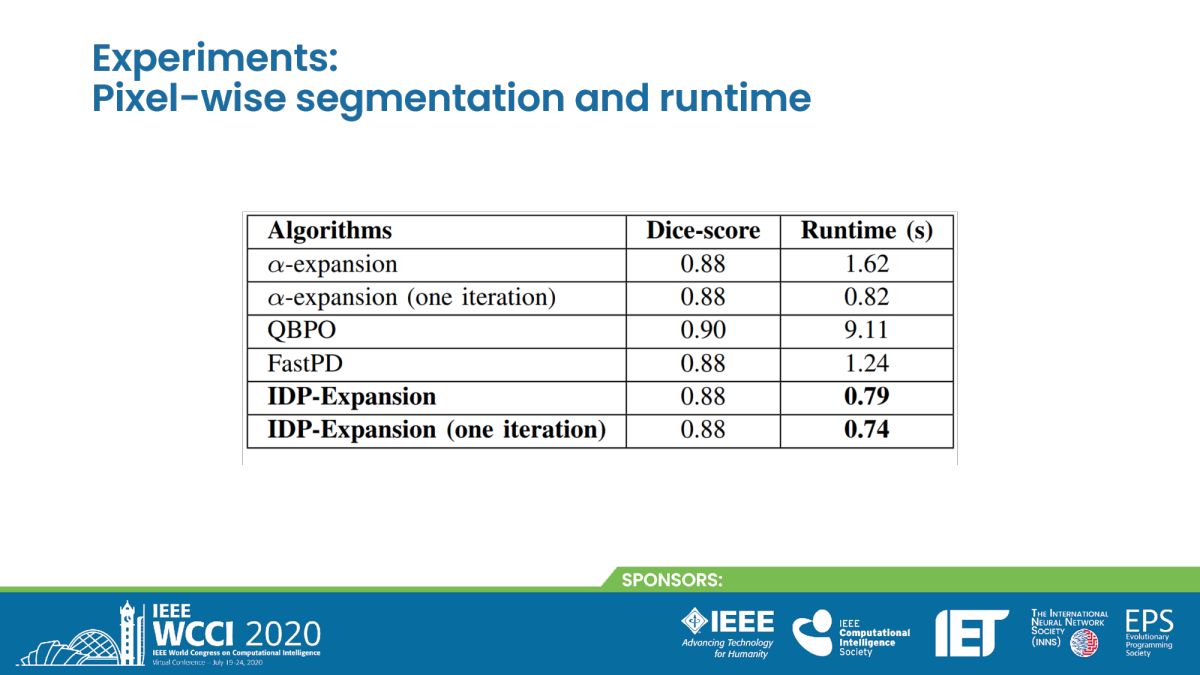 Experiments:
Pixel-wise segmentation and runtime
Algorithms Dice-score Runtime (s)
α-expansion 0.88 1.62
α-expansion (one iteration) 0.88 0.82
QBPO 0.90 9.11
FastPD 0.88 1.24
IDP-Expansion 0.88 0.79
IDP-Expansion (one iteration) 0.88 0.74
SPONSORS:
IEEE
WCCI 2020
IEEE World Congress on Computational Intelligence
Virtual Conference – July 19-24, 2020
IEEE
Advancing Technology
for Humanity
IEEE
Computational
Intelligence
Society
IET
The International
Neural Network
Society
(INNS)
EPS
Evolutionary
Programming
Society